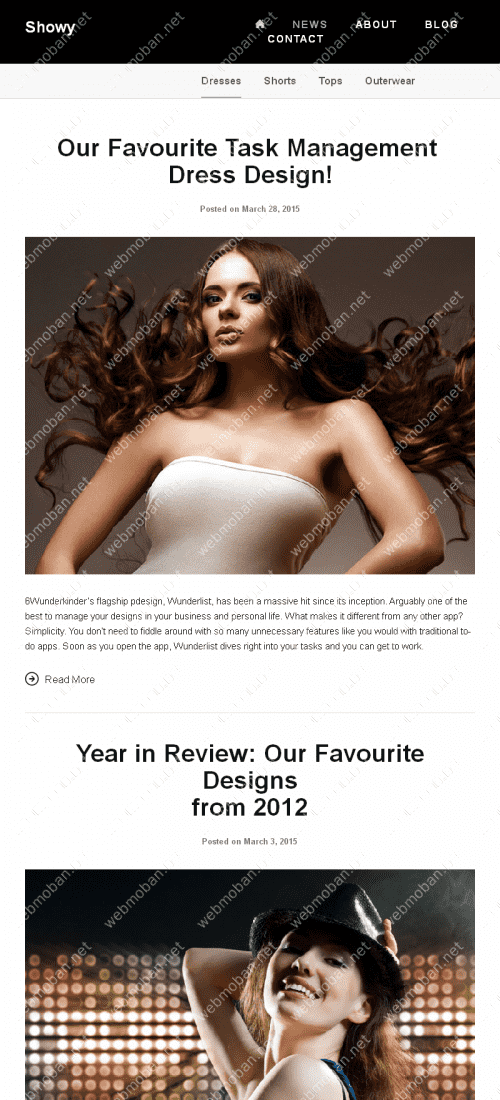 Showy
NEWS ABOUT BLOG
CONTACT
Dresses Shorts Tops Outerwear
Our Favourite Task Management
Dress Design!
Posted on March 28, 2015
6Wunderkinder's flagship pdesign, Wunderlist, has been a massive hit since its inception. Arguably one of the
best to manage your designs in your business and personal life. What makes it different from any other app?
Simplicity. You don't need to fiddle around with so many unnecessary features like you would with traditional to-
do apps. Soon as you open the app, Wunderlist dives right into your tasks and you can get to work.
Read More
Year in Review: Our Favourite
Designs
from 2012
Posted on March 3, 2015
webmoban.net